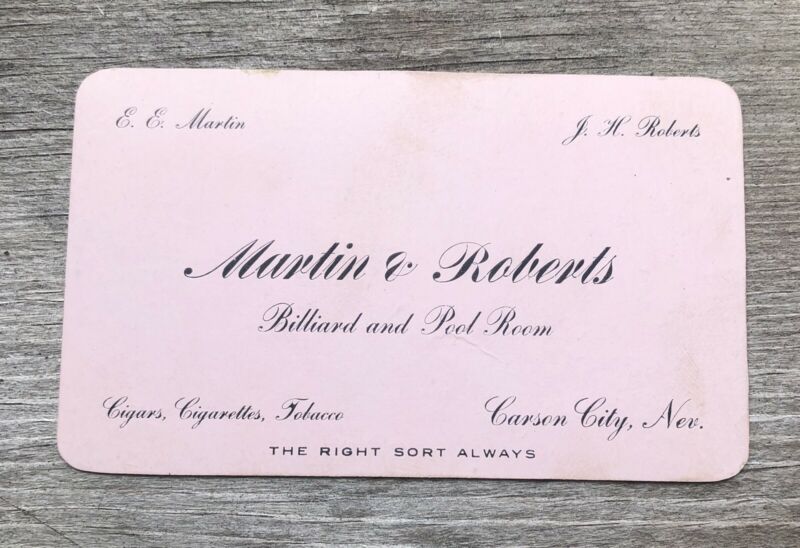 E. E. Martin
J. H. Roberts
Martin & Roberts
Billiard and Pool Room
Cigars, Cigarettes, Tobacco
Carson City, Nev.
THE RIGHT SORT ALWAYS